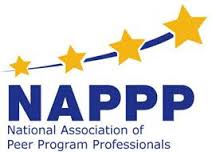 NAPPP
National Association of
Peer Program Professionals